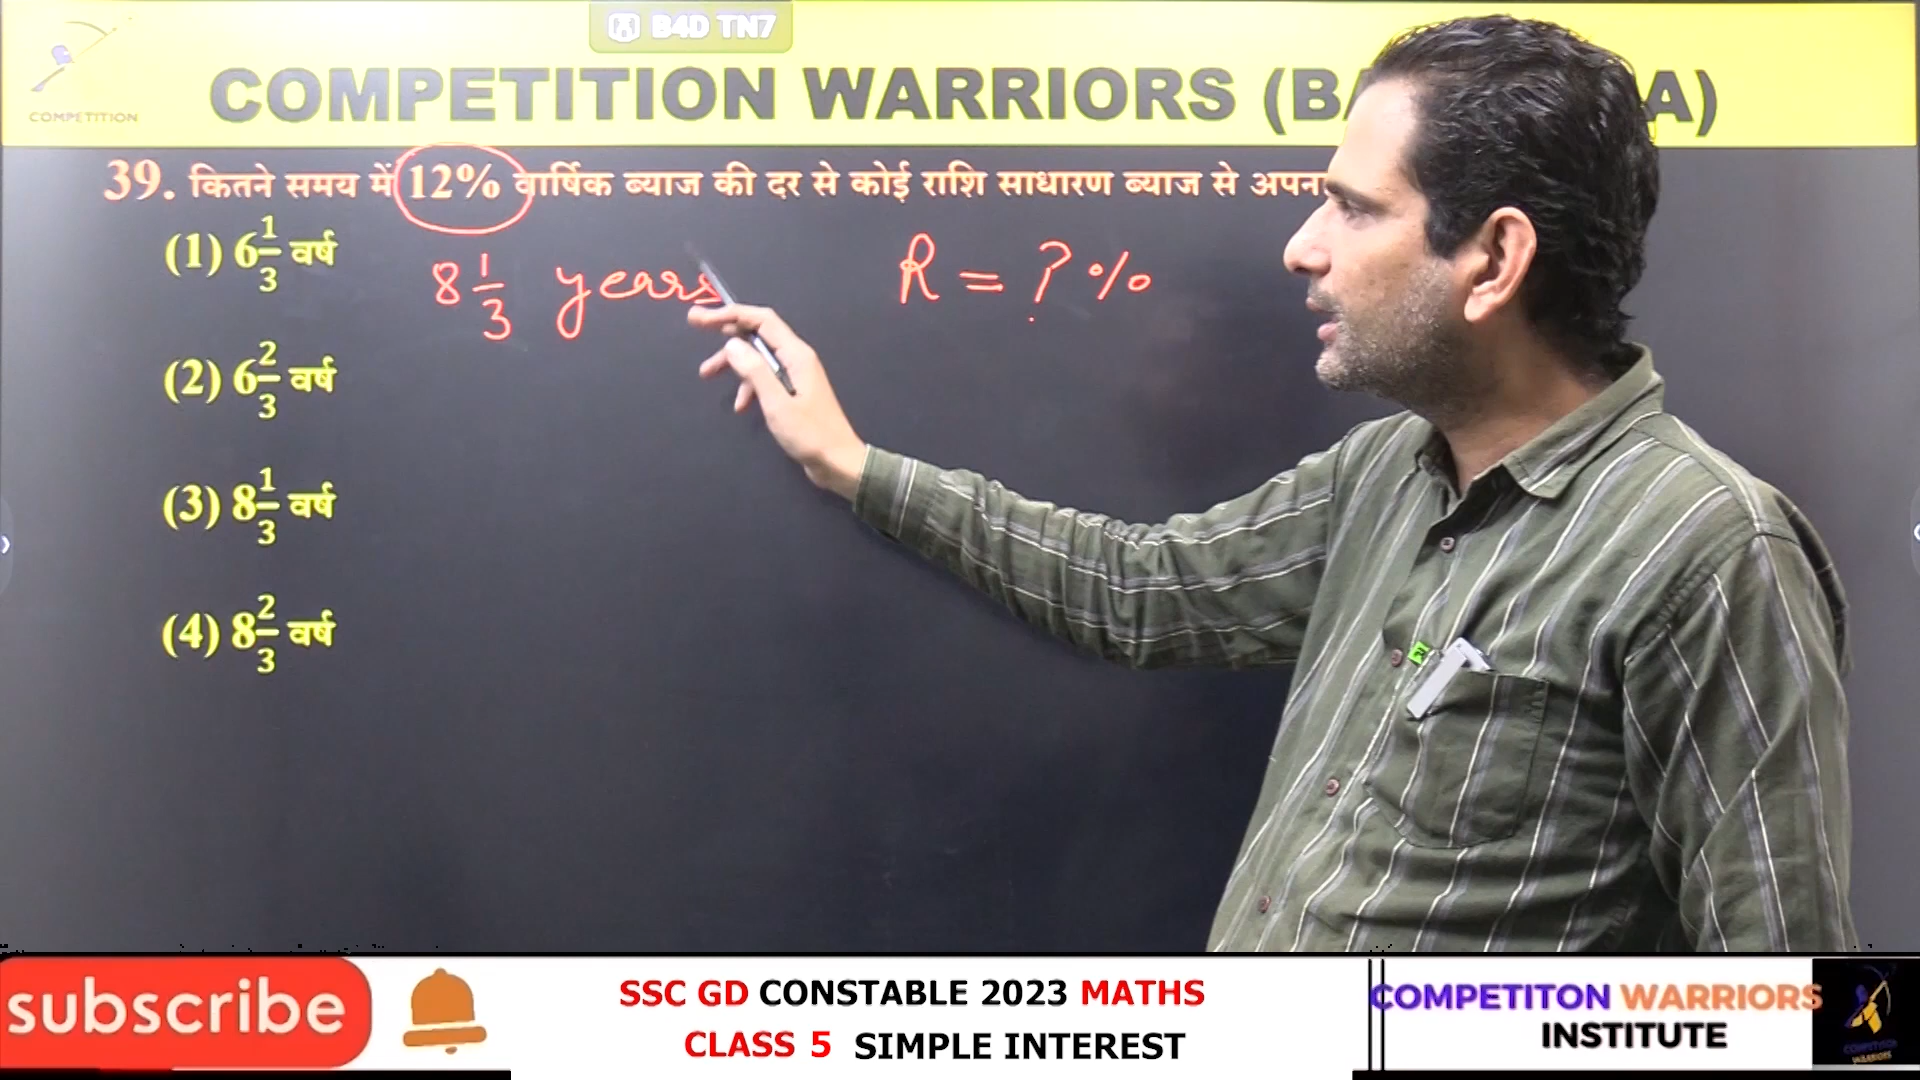 B4D TN7
COMPETITION
COMPETITION WARRIORS (BA A)
39. कितने समय में 12% वार्षिक ब्याज की दर से कोई राशि साधारण ब्याज से
(1) 6 1/3 वर्ष
8 1/3 years R = ? %
(2) 6 2/3 वर्ष
(3) 8 1/3 वर्ष
(4) 8 2/3 वर्ष
subscribe
SSC GD CONSTABLE 2023 MATHS
CLASS 5 SIMPLE INTEREST
COMPETITON WARRIORS
INSTITUTE